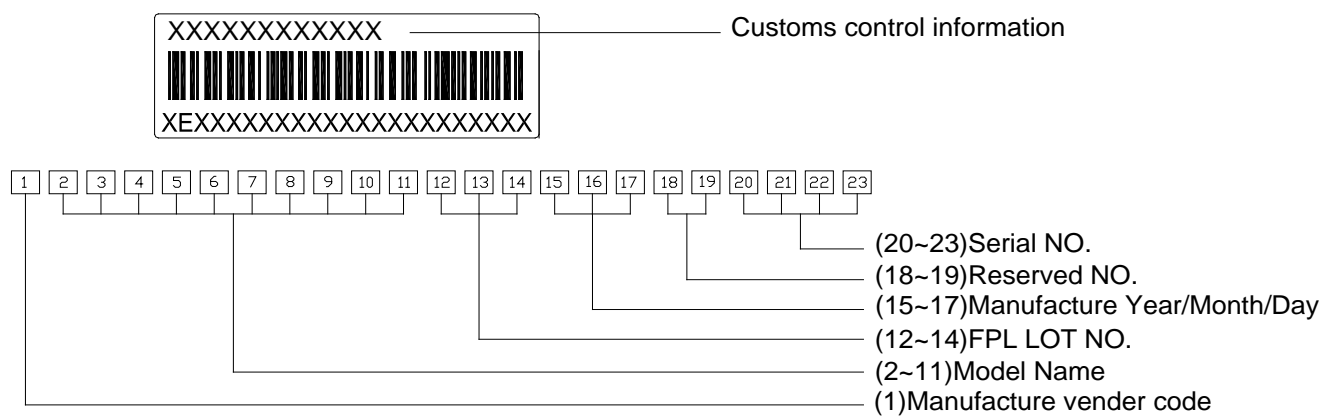 XXXXXXXXXXXX
Customs control information
XEXXXXXXXXXXXXXXXXXXXXX
1 2 3 4 5 6 7 8 9 10 11 12 13 14 15 16 17 18 19 20 21 22 23
(20~23)Serial NO.
(18~19)Reserved NO.
(15~17)Manufacture Year/Month/Day
(12~14)FPL LOT NO.
(2~11)Model Name
(1)Manufacture vender code